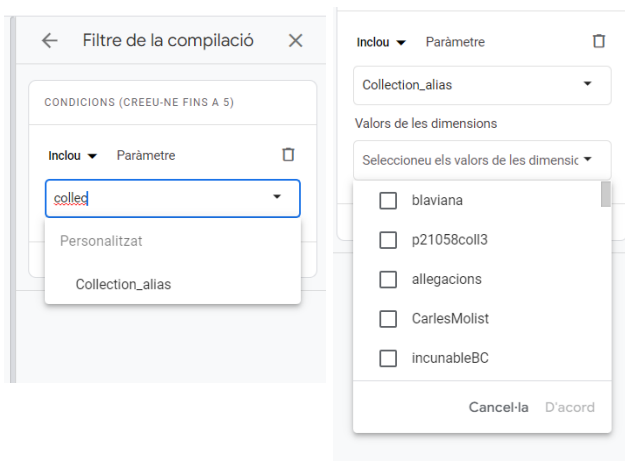 Filtre de la compilació
CONDICIONS (CREEU-NE FINS A 5)
Inclou Paràmetre
colleq
Personalitzat
Collection_alias
Inclou Paràmetre
Collection_alias
Valors de les dimensions
Seleccioneu els valors de les dimensic
blaviana
p21058coll3
allegacions
CarlesMolist
incunableBC
Cancel·la D'acord